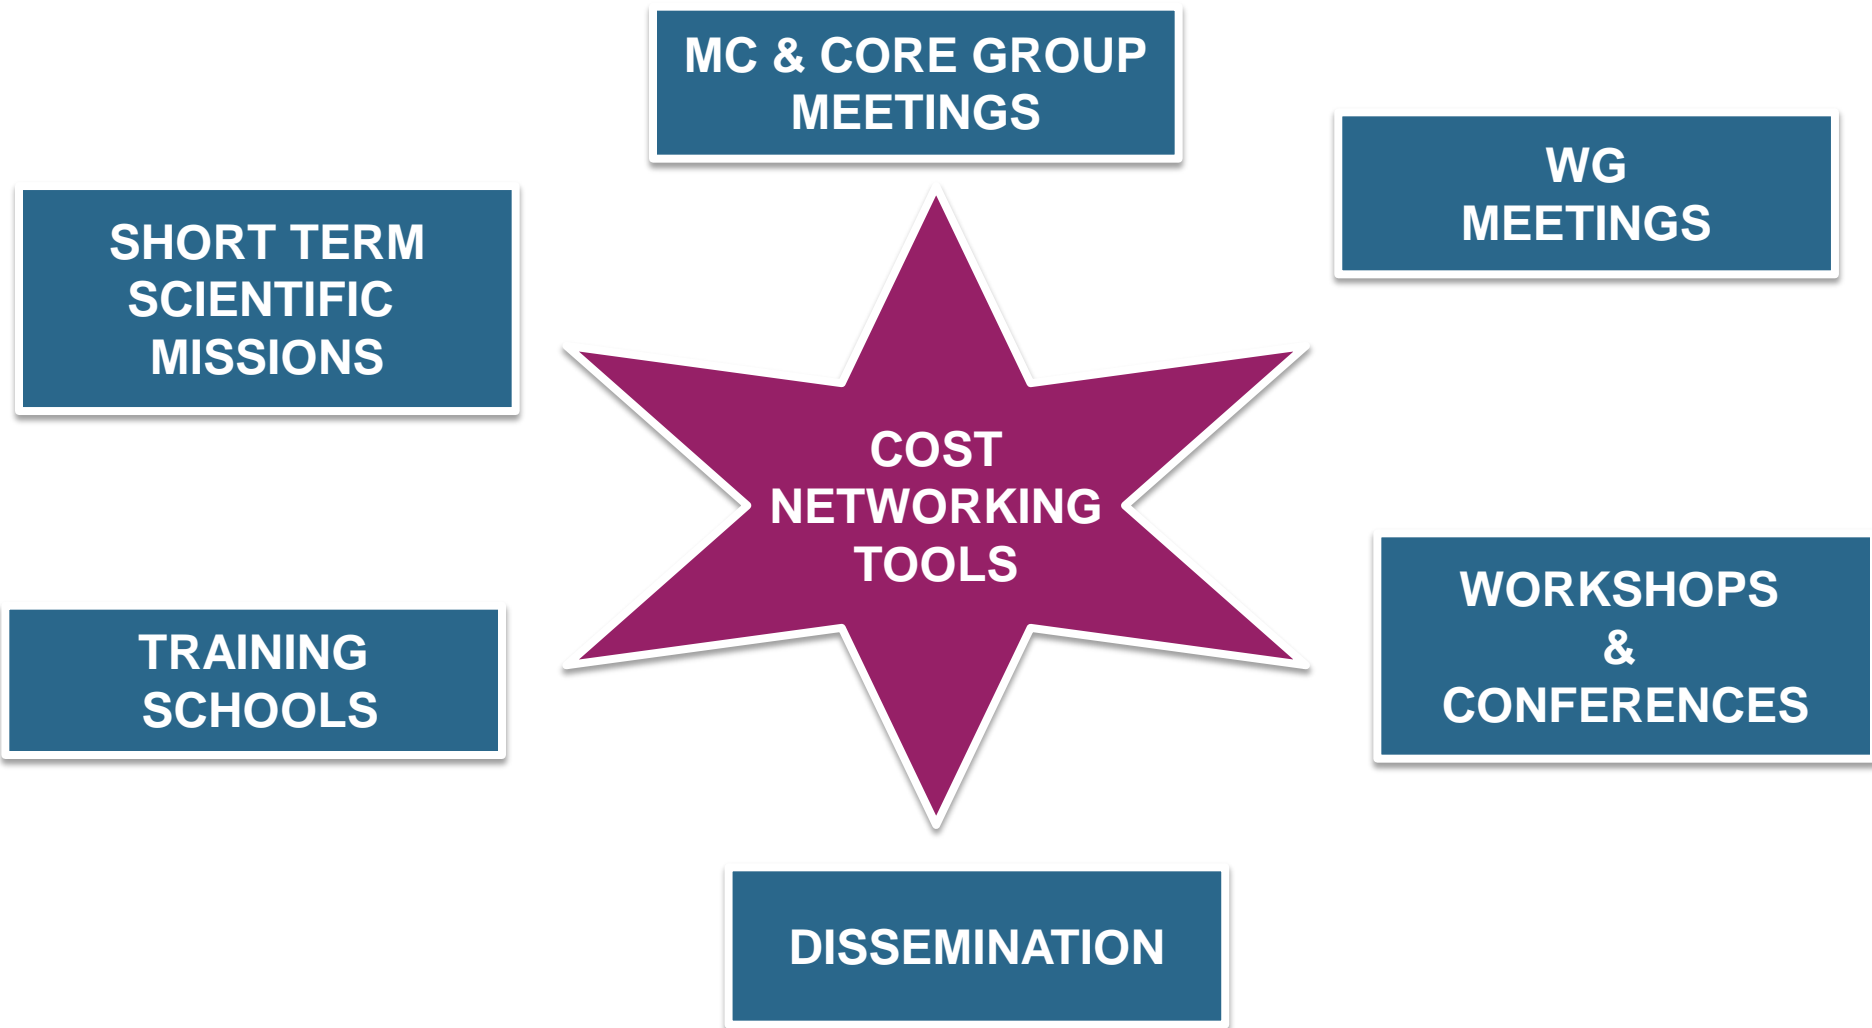 MC & CORE GROUP
MEETINGS
WG
MEETINGS
SHORT TERM
SCIENTIFIC
MISSIONS
COST
NETWORKING
TOOLS
WORKSHOPS
&
CONFERENCES
TRAINING
SCHOOLS
DISSEMINATION